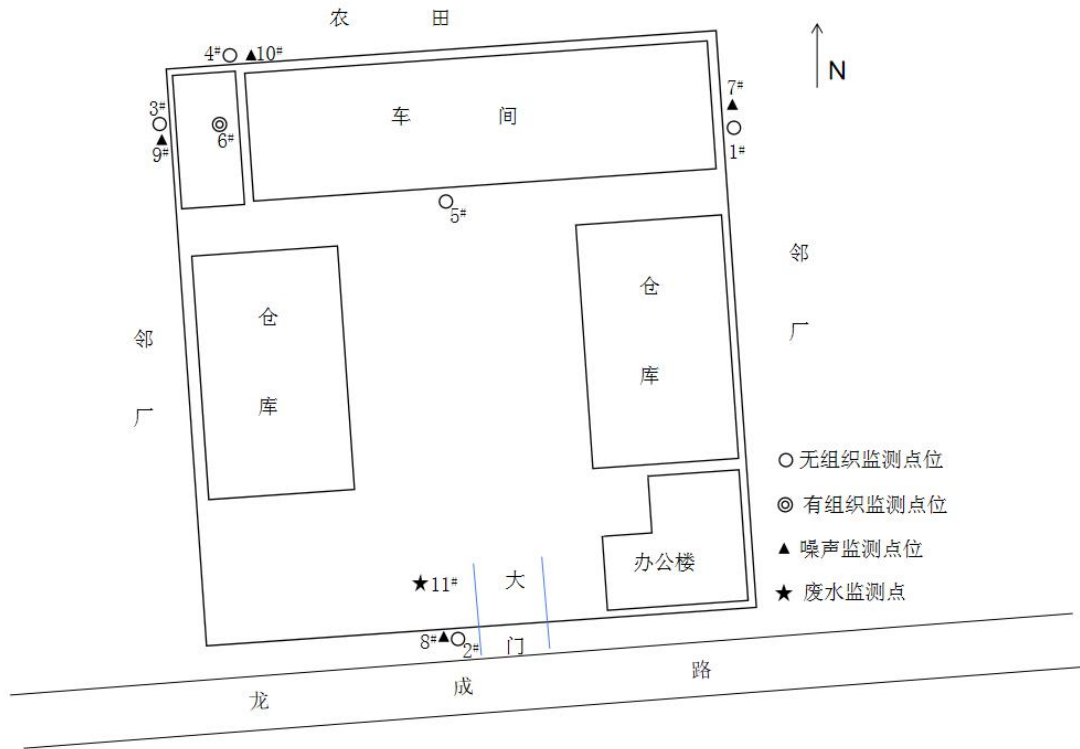 农 田
4# 10#
N
7#
3#
车 间
6#
9#
1#
5#
邻
厂
仓
库
仓
库
邻
厂
无组织监测点位
有组织监测点位
噪声监测点位
废水监测点
办公楼
11#
大
门
8# 2#
龙 成 路